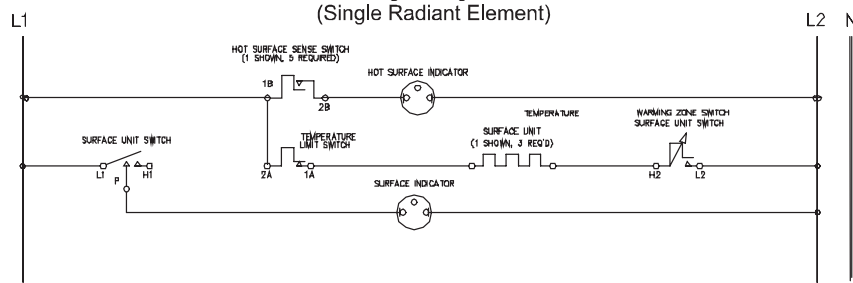 (Single Radiant Element)
L1
L2
N
HOT SURFACE SENSE SWITCH
(1 SHOWN, 5 REQUIRED)
HOT SURFACE INDICATOR
1B
2B
TEMPERATURE
WARMING ZONE SWITCH
SURFACE UNIT SWITCH
SURFACE UNIT
(1 SHOWN, 3 REQ'D)
TEMPERATURE
LIMIT SWITCH
SURFACE UNIT SWITCH
L1
H1
2A
1A
H2
L2
P
SURFACE INDICATOR